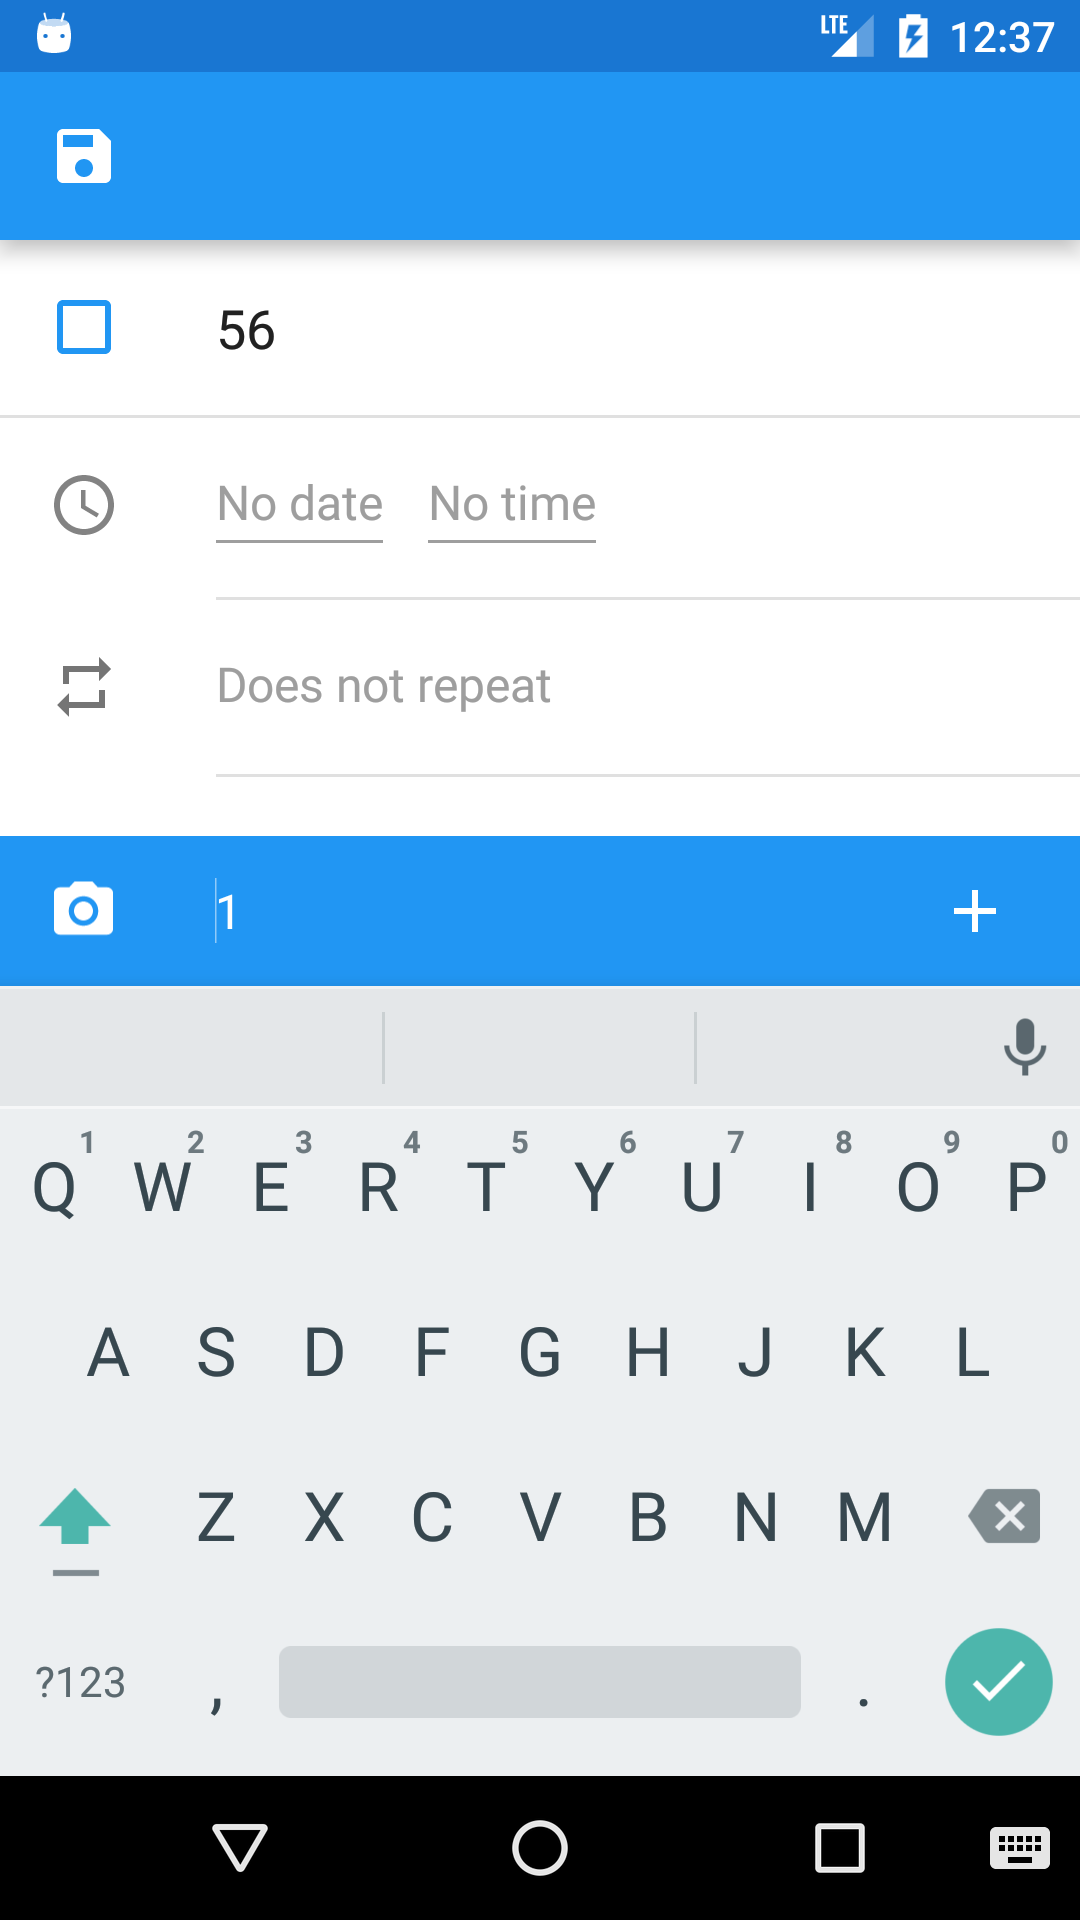 LTE 12:37
56
No date No time
Does not repeat
1
1 2 3 4 5 6 7 8 9 0
Q W E R T Y U I O P
A S D F G H J K L
Z X C V B N M
?123 , .